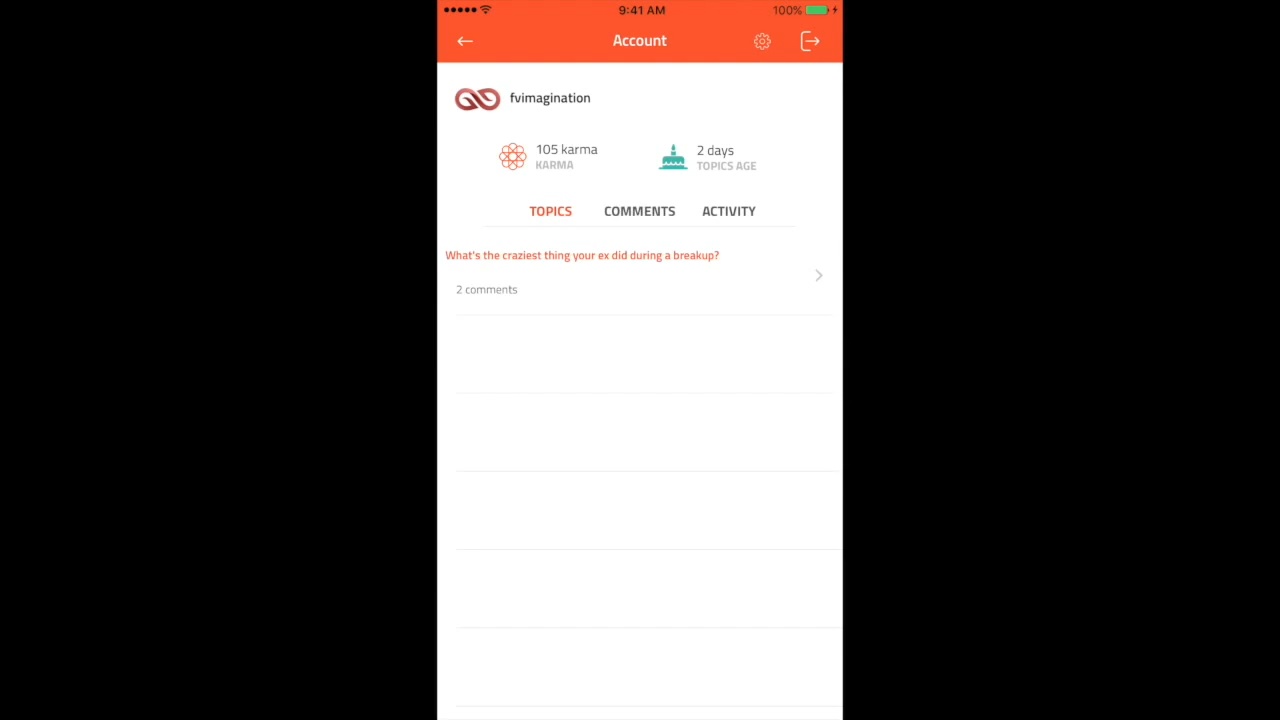 9:41 AM 100%
Account
fvimagination
105 karma 2 days
KARMA TOPICS AGE
TOPICS COMMENTS ACTIVITY
What's the craziest thing your ex did during a breakup?
2 comments